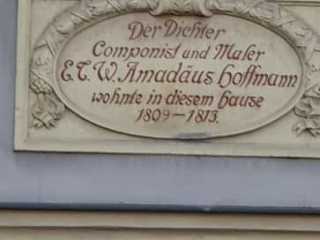 Der Dichter
Componist und Maler
E.T.W. Amadäus Hoffmann
wohnte in diesem Hause
1809–1813.